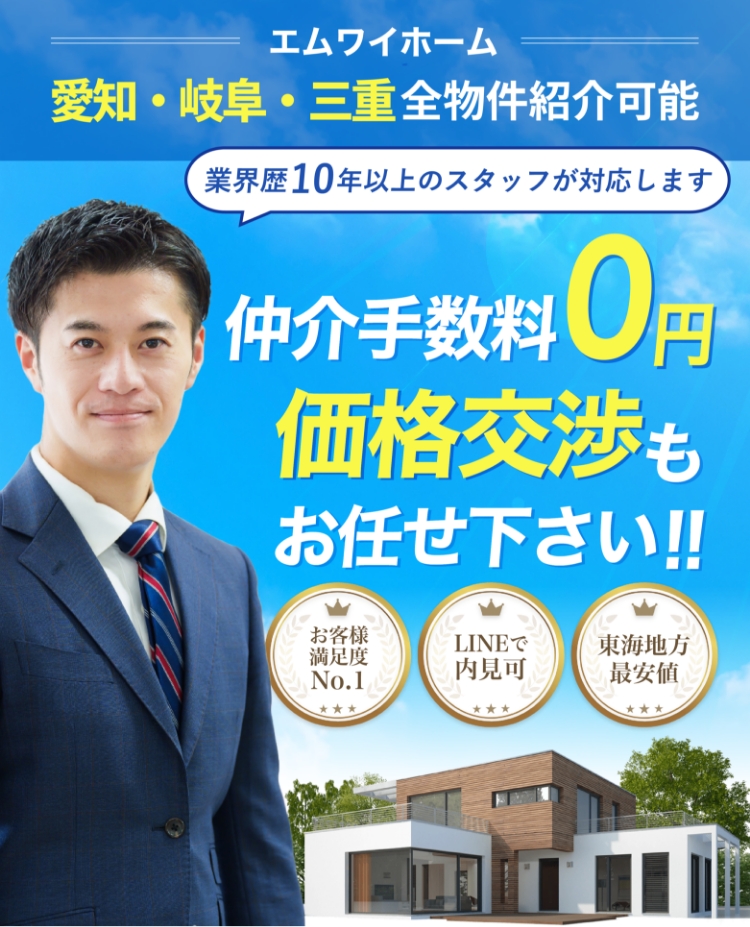 エムワイホーム
愛知・岐阜・三重全物件紹介可能
業界歴10年以上のスタッフが対応します
仲介手数料0円
価格交渉も
お任せ下さい!!
お客様
満足度
No.1
LINEで
内見可
東海地方
最安値